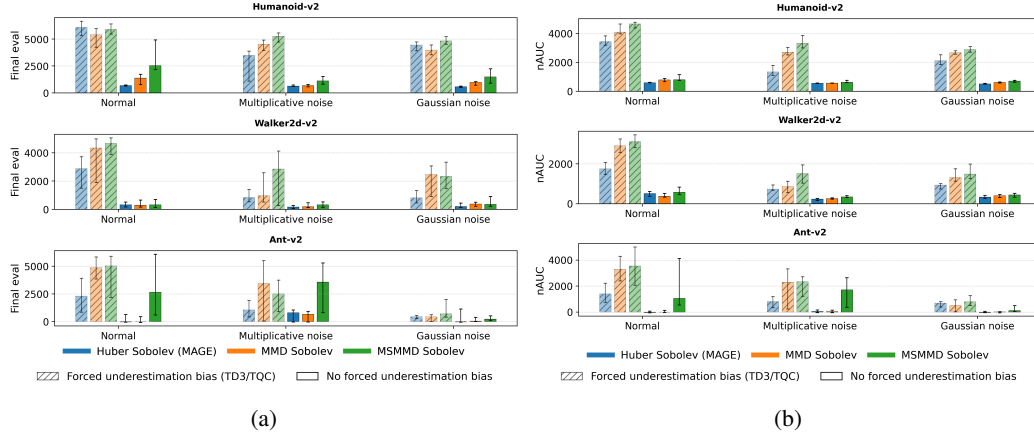 Humanoid-v2
Final eval
5000
2500
0
Normal
Multiplicative noise
Gaussian noise
Walker2d-v2
Final eval
4000
2000
0
Normal
Multiplicative noise
Gaussian noise
Ant-v2
Final eval
5000
2500
0
Normal
Multiplicative noise
Gaussian noise
Huber Sobolev (MAGE)
MMD Sobolev
MSMMD Sobolev
Forced underestimation bias (TD3/TQC)
No forced underestimation bias
(a)
Humanoid-v2
nAUC
4000
2000
0
Normal
Multiplicative noise
Gaussian noise
Walker2d-v2
nAUC
2000
0
Normal
Multiplicative noise
Gaussian noise
Ant-v2
nAUC
4000
2000
0
Normal
Multiplicative noise
Gaussian noise
Huber Sobolev (MAGE)
MMD Sobolev
MSMMD Sobolev
Forced underestimation bias (TD3/TQC)
No forced underestimation bias
(b)